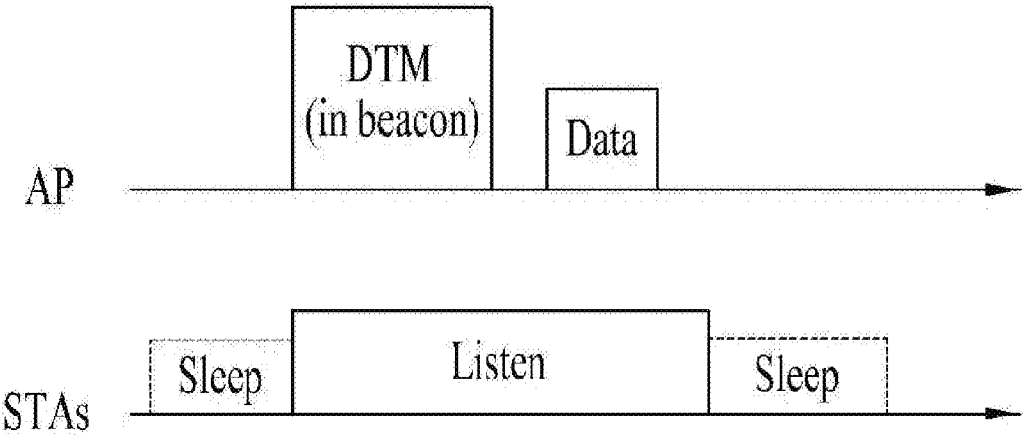 DTM
(in beacon)
Data
AP
Sleep
Listen
Sleep
STAs